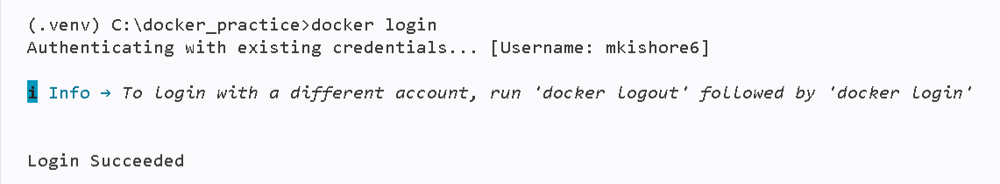 (.venv) C:\docker_practice>docker login
Authenticating with existing credentials... [Username: mkishore6]
i Info → To login with a different account, run 'docker logout' followed by 'docker login'
Login Succeeded